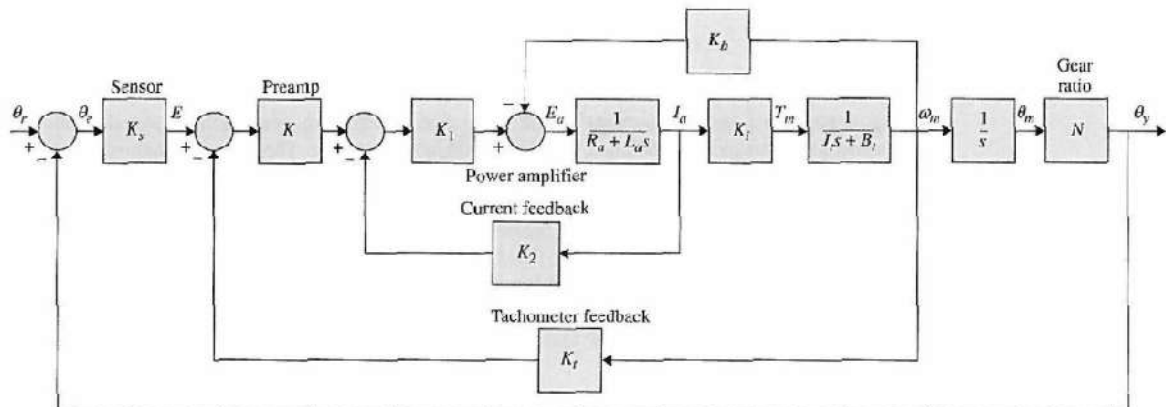 K_b
Gear
ratio
Sensor
Preamp
θ_r
θ_e
K_s
E
K
K_1
E_a
1
R_a + L_a s
I_a
K_i
T_m
1
J_t s + B_t
ω_m
1
s
θ_m
N
θ_y
+
−
+
−
+
−
+
−
Power amplifier
Current feedback
K_2
Tachometer feedback
K_t